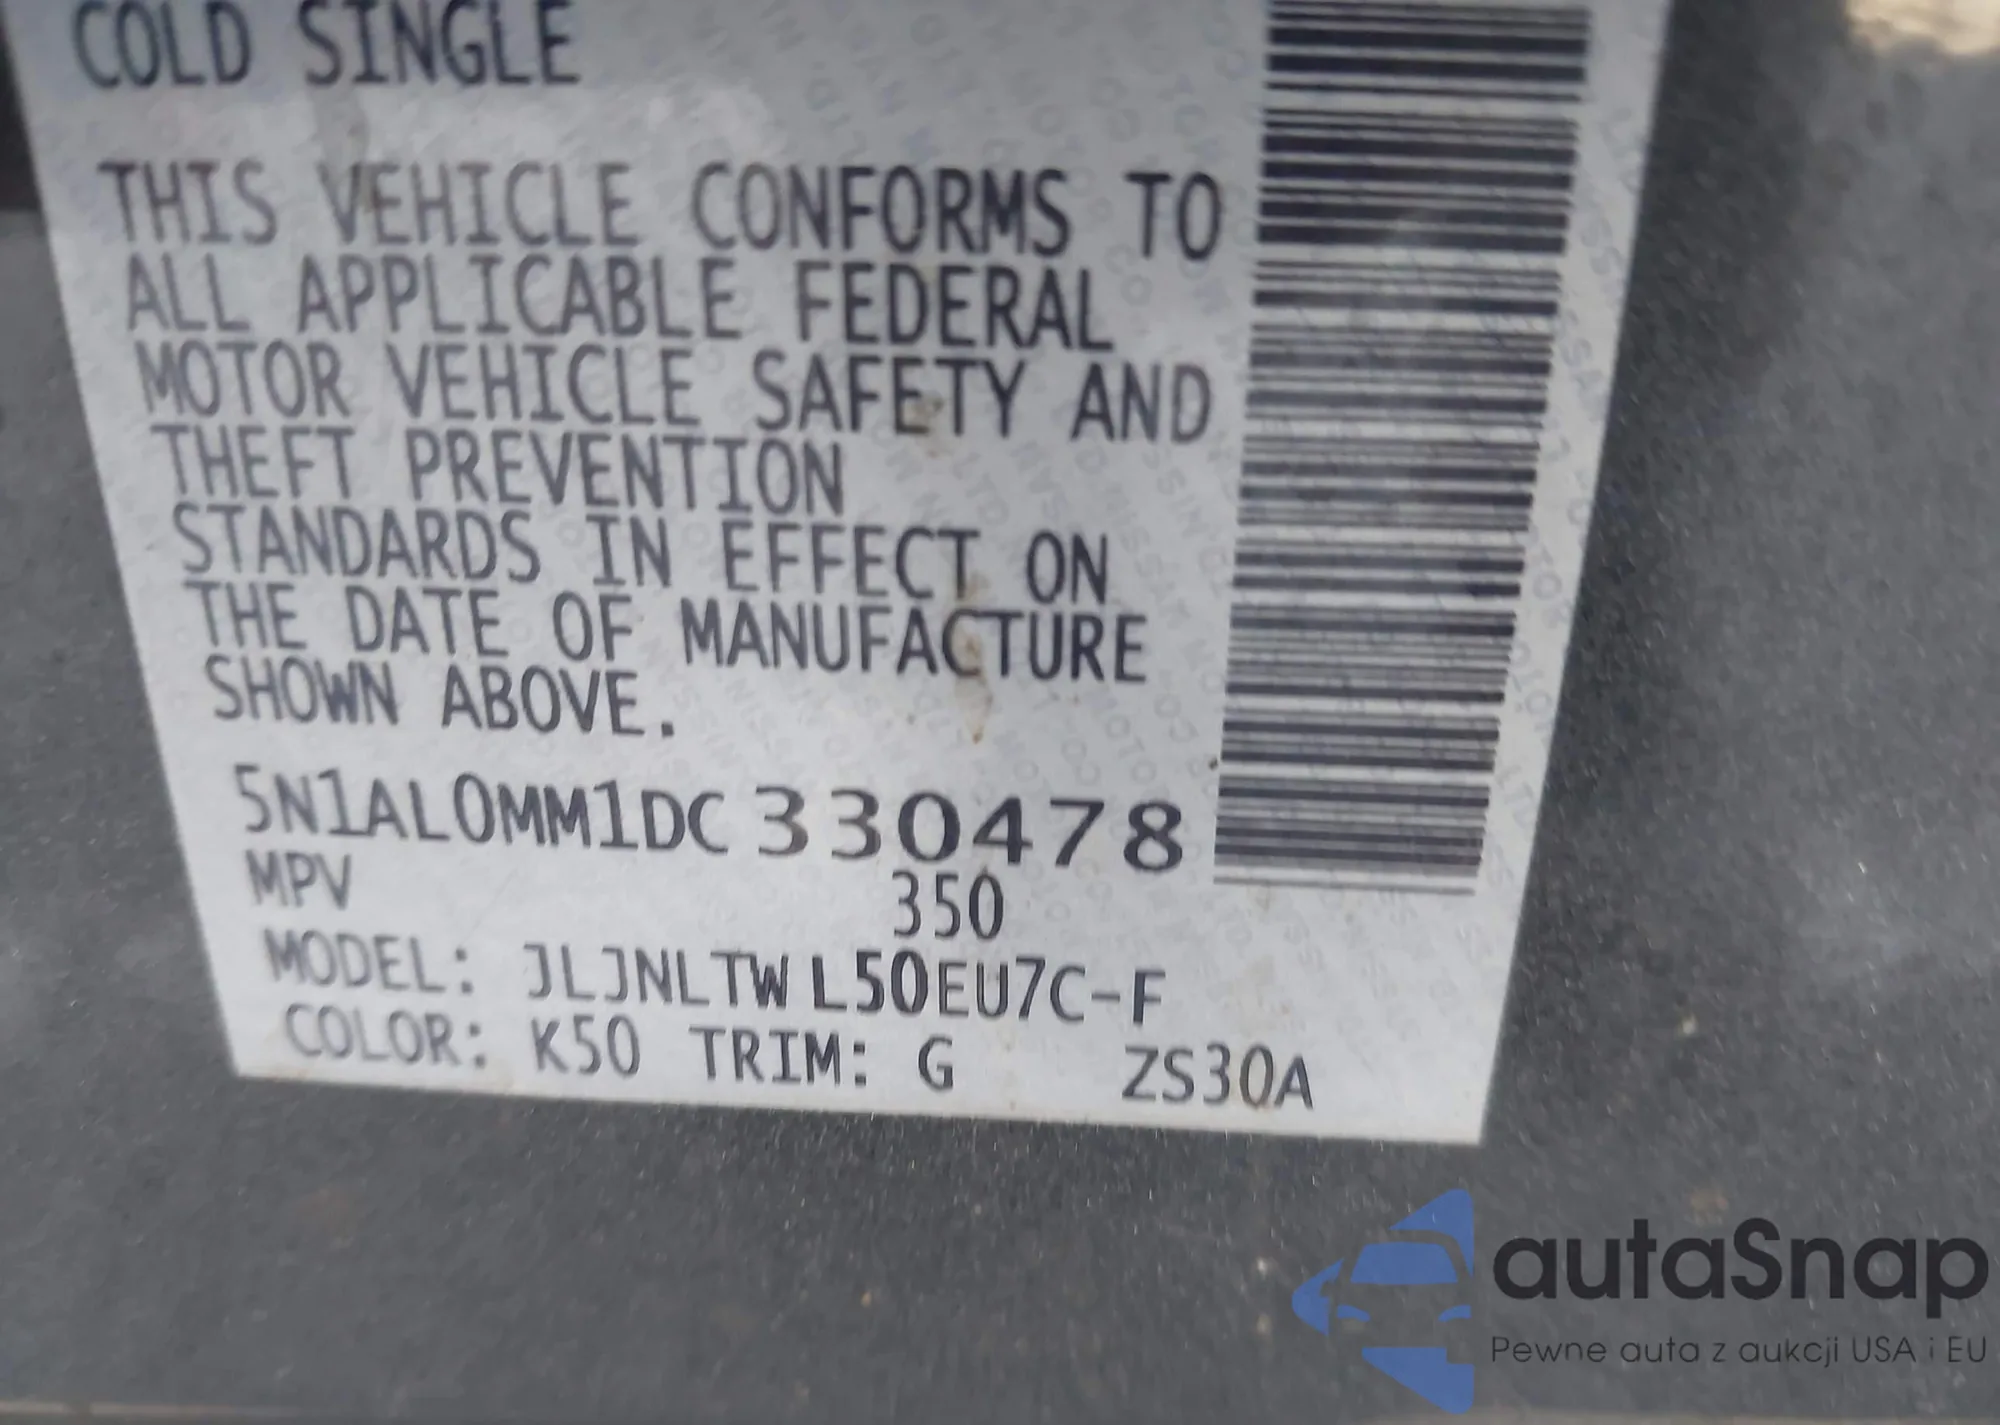 COLD SINGLE
THIS VEHICLE CONFORMS TO
ALL APPLICABLE FEDERAL
MOTOR VEHICLE SAFETY AND
THEFT PREVENTION
STANDARDS IN EFFECT ON
THE DATE OF MANUFACTURE
SHOWN ABOVE.
5N1AL0MM1DC330478
MPV 350
MODEL: JLJNLTW L50EU7C-F
COLOR: K50 TRIM: G ZS30A
autaSnap
Pewne auta z aukcji USA i EU